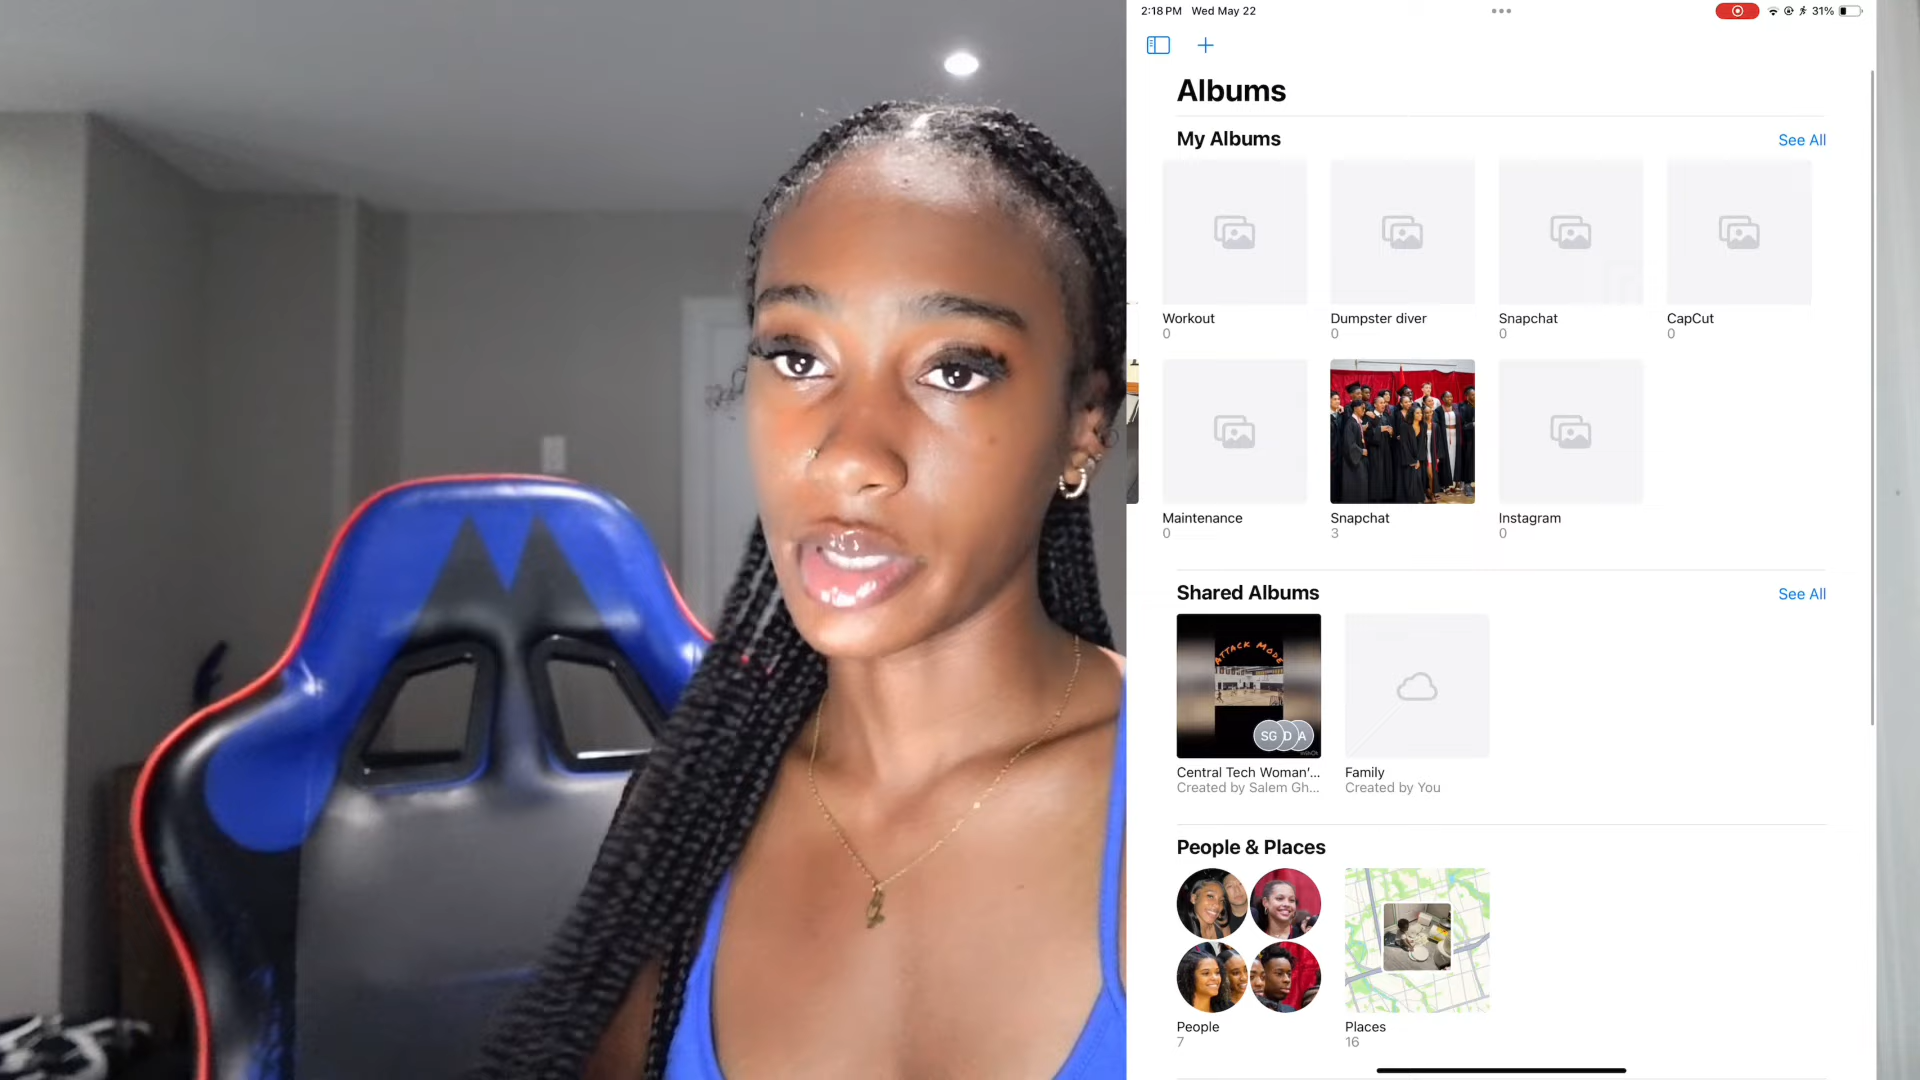 2:18 PM Wed May 22
31%
Albums
My Albums
See All
Workout
0
Dumpster diver
0
Snapchat
0
CapCut
0
Maintenance
0
Snapchat
3
Instagram
0
Shared Albums
See All
ATTACK MODE
SG D A
Central Tech Woman'...
Created by Salem Gh...
Family
Created by You
People & Places
People
7
Places
16